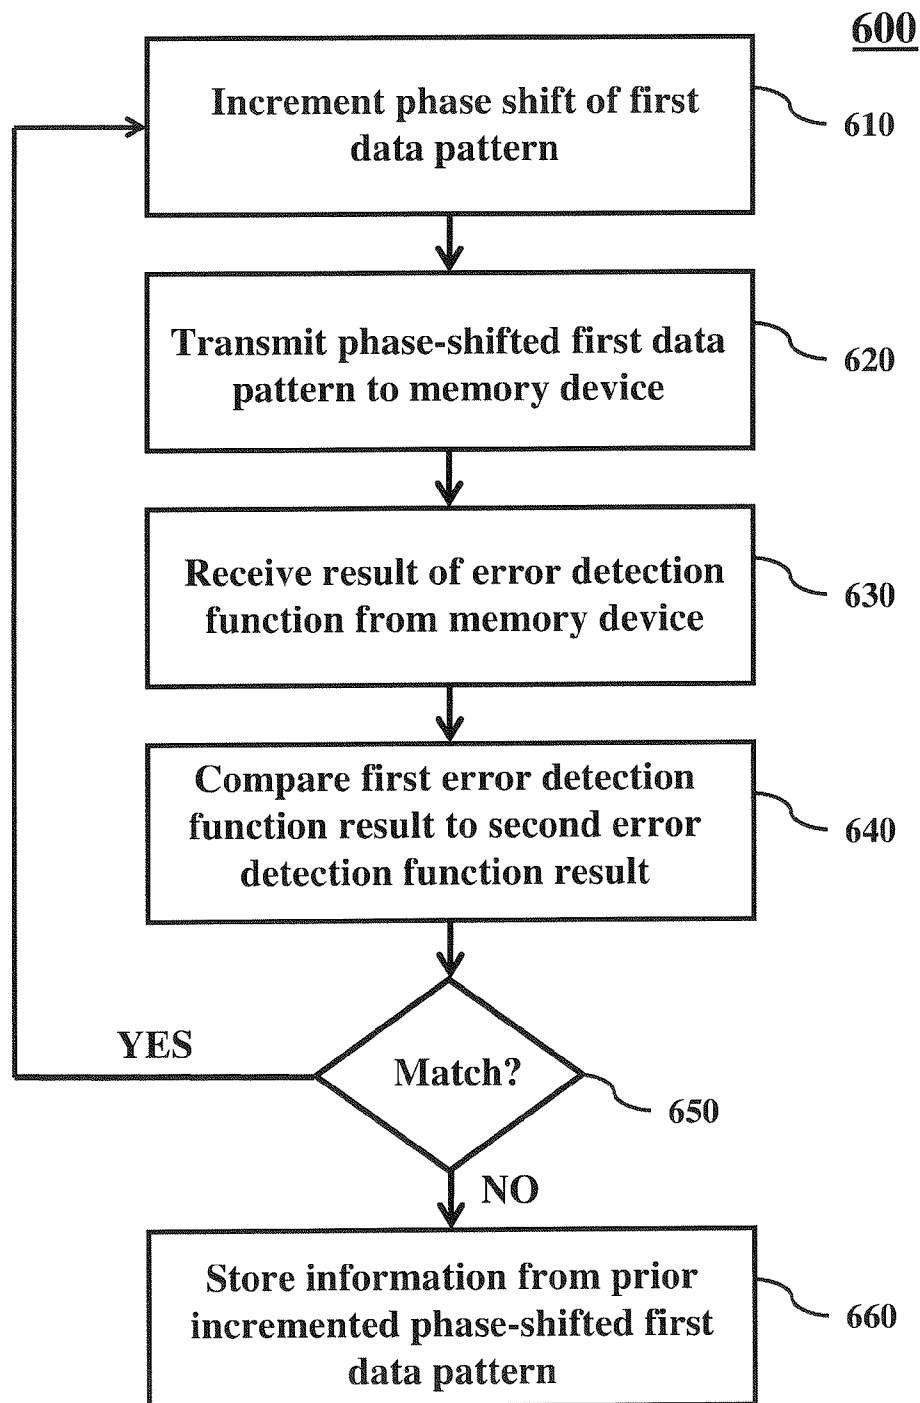 600
Increment phase shift of first
data pattern
610
Transmit phase-shifted first data
pattern to memory device
620
Receive result of error detection
function from memory device
630
Compare first error detection
function result to second error
detection function result
640
YES
Match?
650
NO
Store information from prior
incremented phase-shifted first
data pattern
660